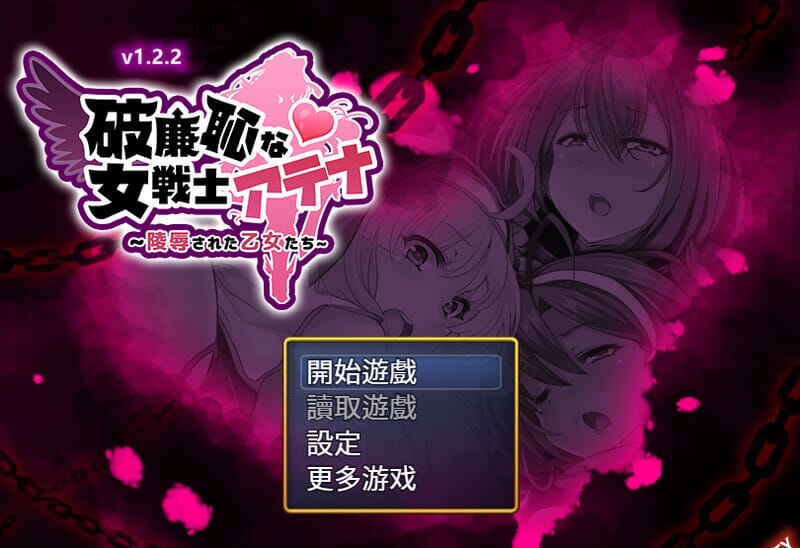 v1.2.2
破廉恥な
女戦士アテナ
~陵辱された乙女たち~
開始遊戲
讀取遊戲
設定
更多游戏